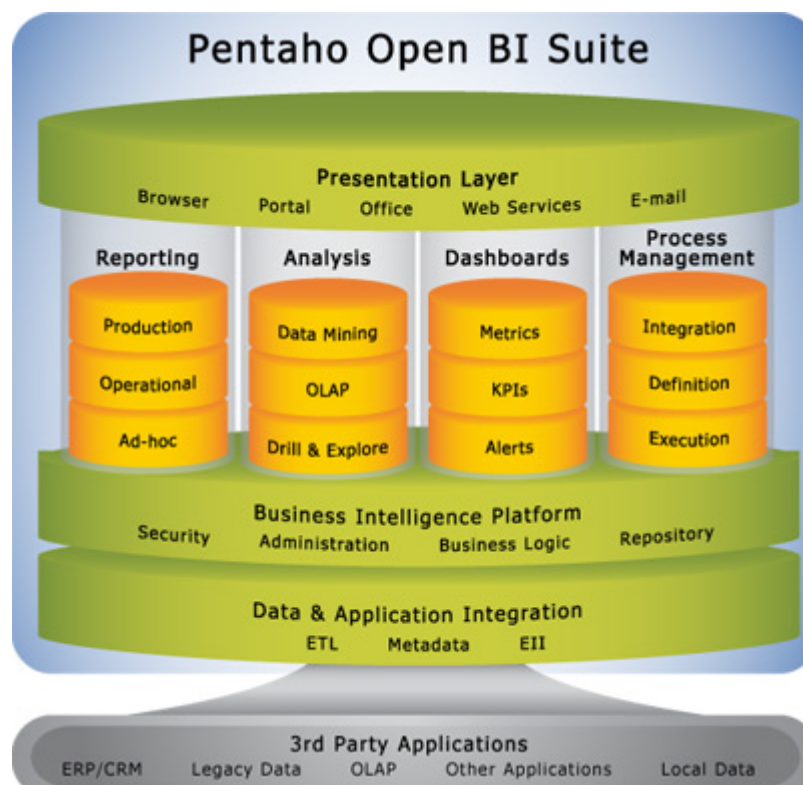 Pentaho Open BI Suite
Presentation Layer
Browser Portal Office Web Services E-mail
Reporting
Production
Operational
Ad-hoc
Analysis
Data Mining
OLAP
Drill & Explore
Dashboards
Metrics
KPIs
Alerts
Process
Management
Integration
Definition
Execution
Business Intelligence Platform
Security Administration Business Logic Repository
Data & Application Integration
ETL Metadata EII
3rd Party Applications
ERP/CRM Legacy Data OLAP Other Applications Local Data